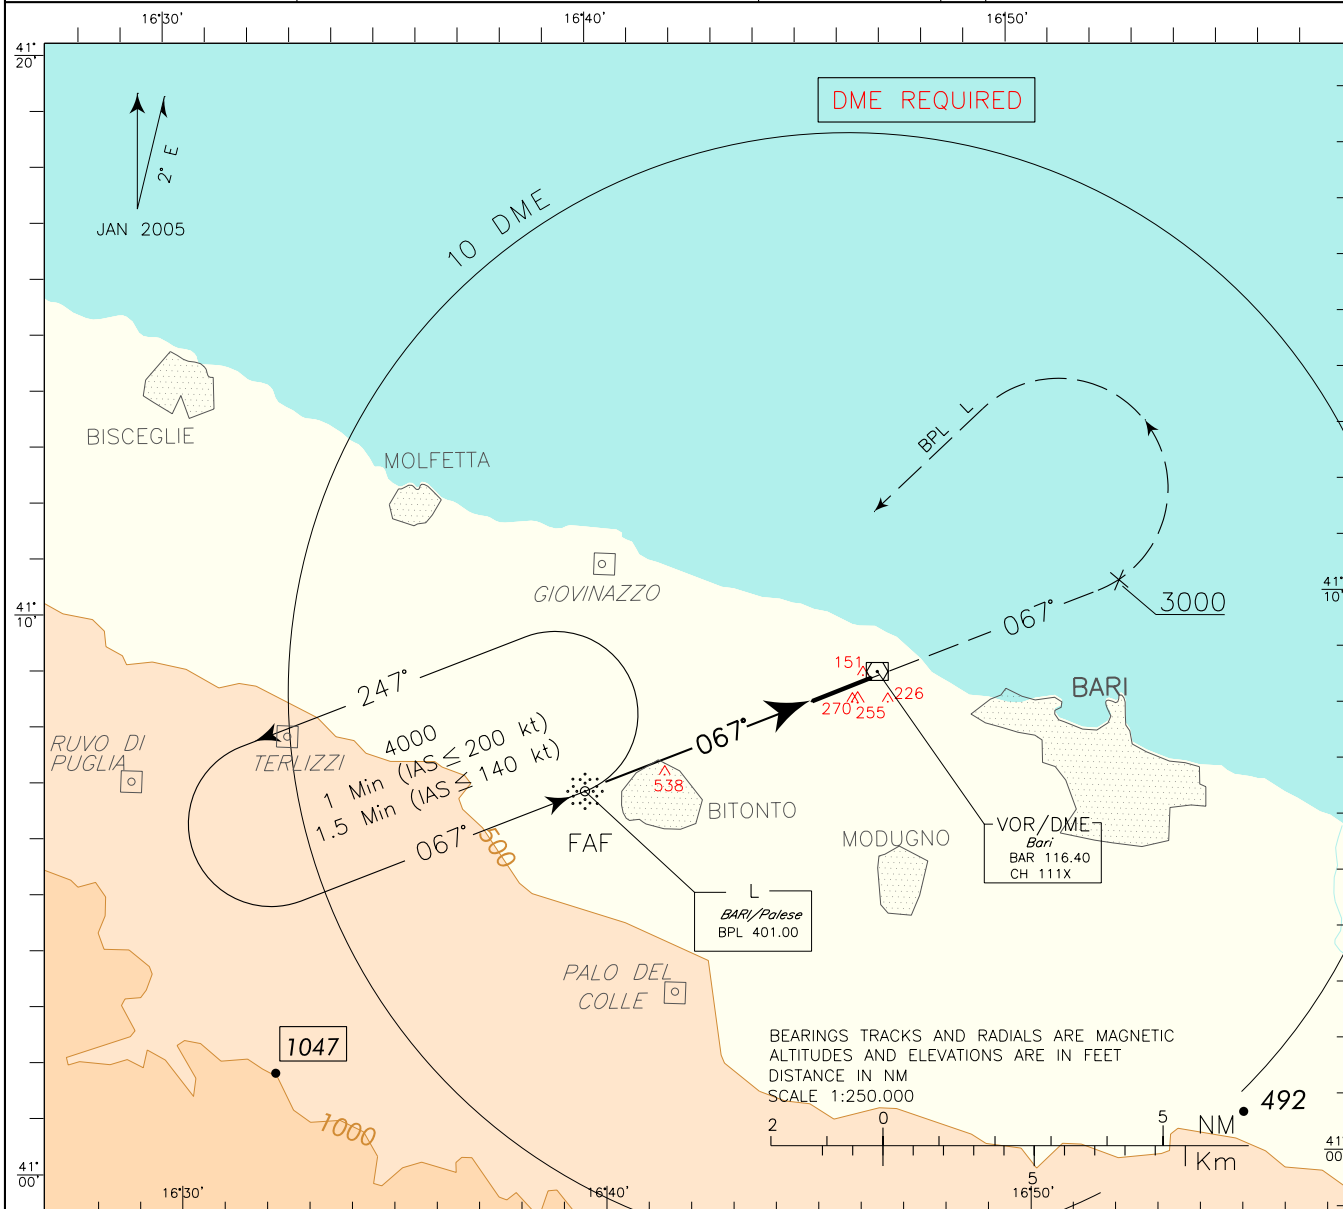 16°30'
16°40'
16°50'
41°
20'
DME REQUIRED
2° E
JAN 2005
10 DME
BISCEGLIE
MOLFETTA
BPL L
GIOVINAZZO
41°
10'
41°
10'
3000
067°
151
226
270
255
BARI
247°
RUVO DI
PUGLIA
TERLIZZI
4000
1 Min (IAS ≤ 200 kt)
1.5 Min (IAS ≤ 140 kt)
067°
067°
538
BITONTO
FAF
500
MODUGNO
VOR/DME
Bari
BAR 116.40
CH 111X
L
BARI/Palese
BPL 401.00
PALO DEL
COLLE
1047
1000
BEARINGS TRACKS AND RADIALS ARE MAGNETIC
ALTITUDES AND ELEVATIONS ARE IN FEET
DISTANCE IN NM
SCALE 1:250.000
492
2
0
5
NM
Km
5
41°
00'
41°
00'
16°30'
16°40'
16°50'